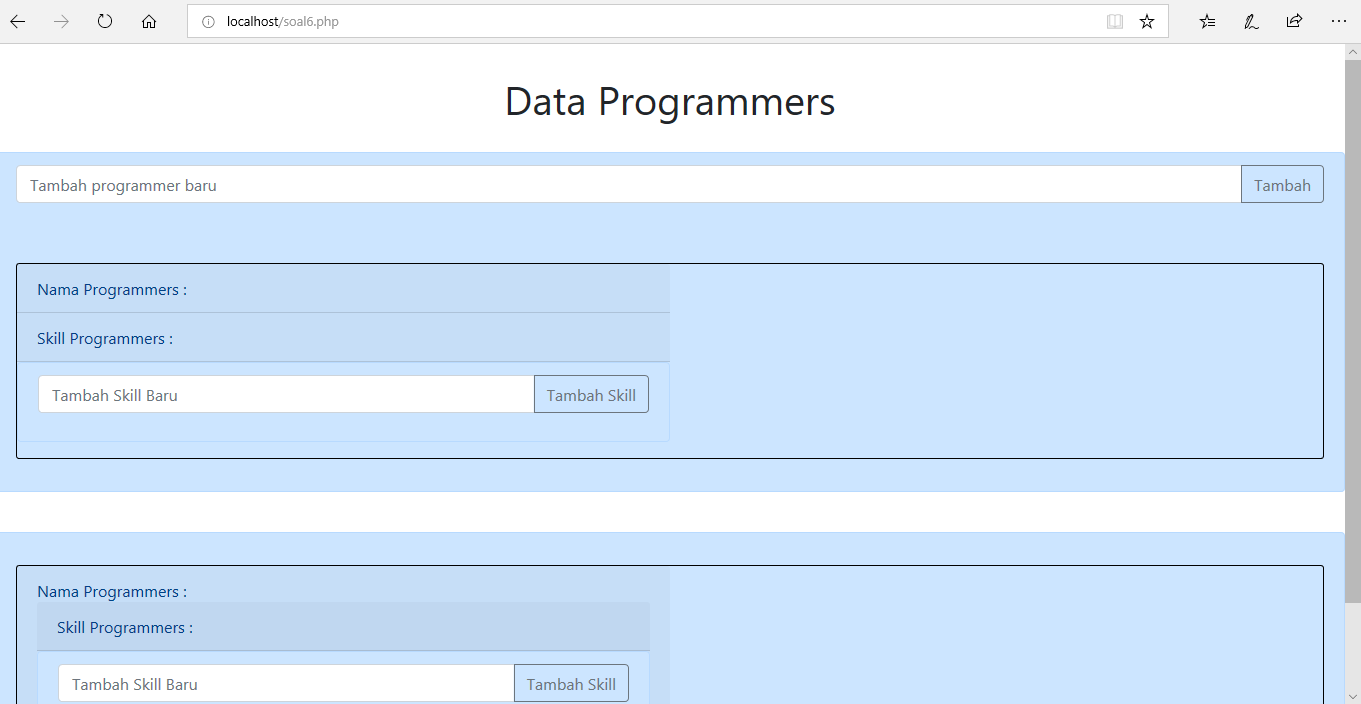 localhost/soal6.php
Data Programmers
Tambah programmer baru Tambah
Nama Programmers :
Skill Programmers :
Tambah Skill Baru Tambah Skill
Nama Programmers :
Skill Programmers :
Tambah Skill Baru Tambah Skill